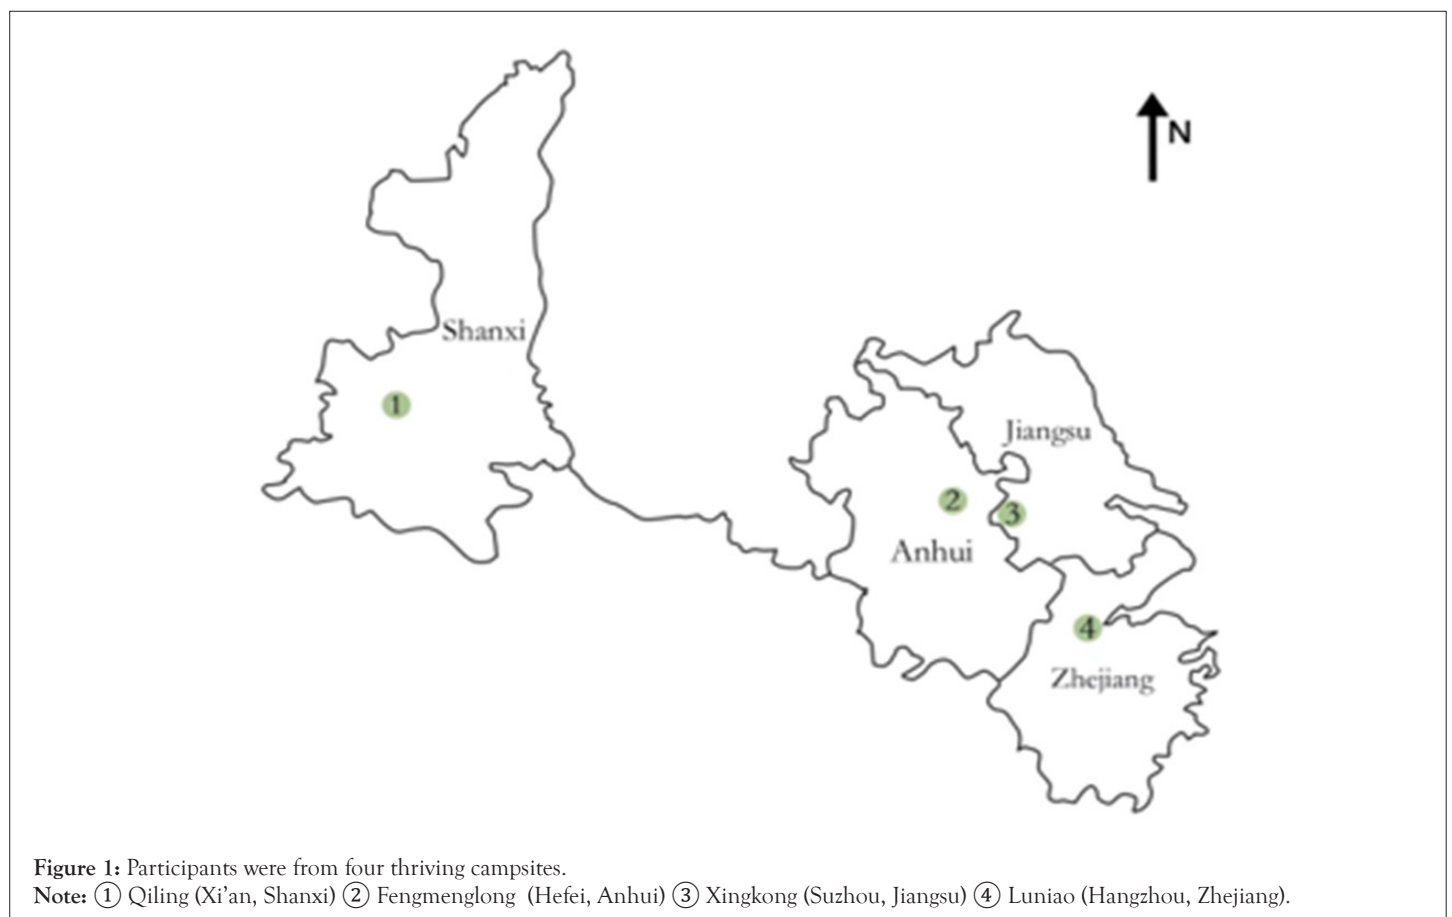 N
Shanxi
①
Jiangsu
②
③
Anhui
④
Zhejiang
Figure 1: Participants were from four thriving campsites.
Note: ① Qiling (Xi'an, Shanxi) ② Fengmenglong (Hefei, Anhui) ③ Xingkong (Suzhou, Jiangsu) ④ Luniao (Hangzhou, Zhejiang).